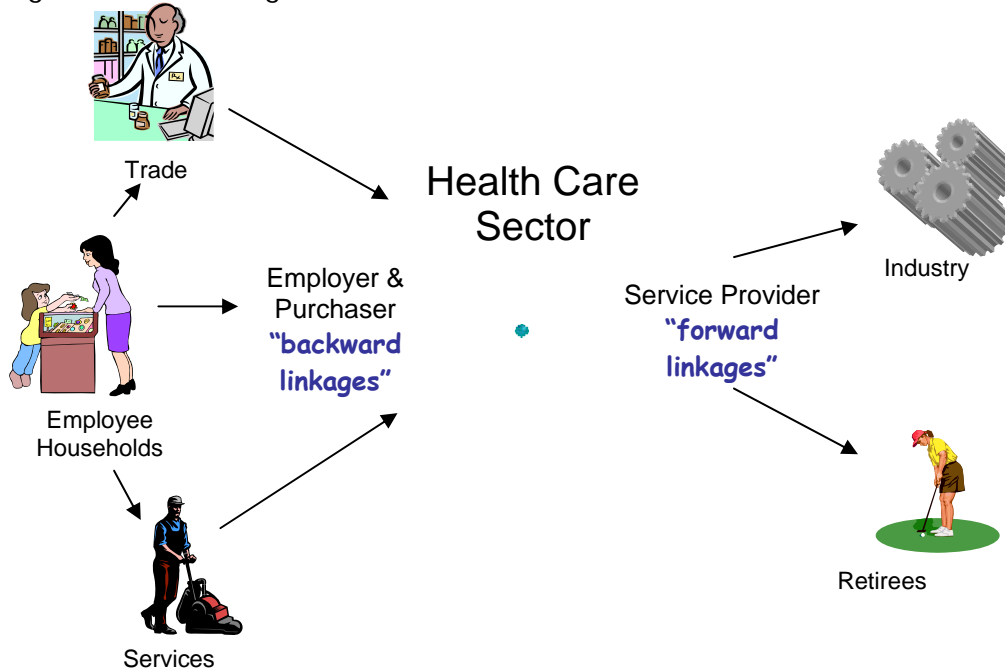 Trade
Health Care
Sector
Employer &
Purchaser
"backward
linkages"
Service Provider
"forward
linkages"
Industry
Employee
Households
Retirees
Services